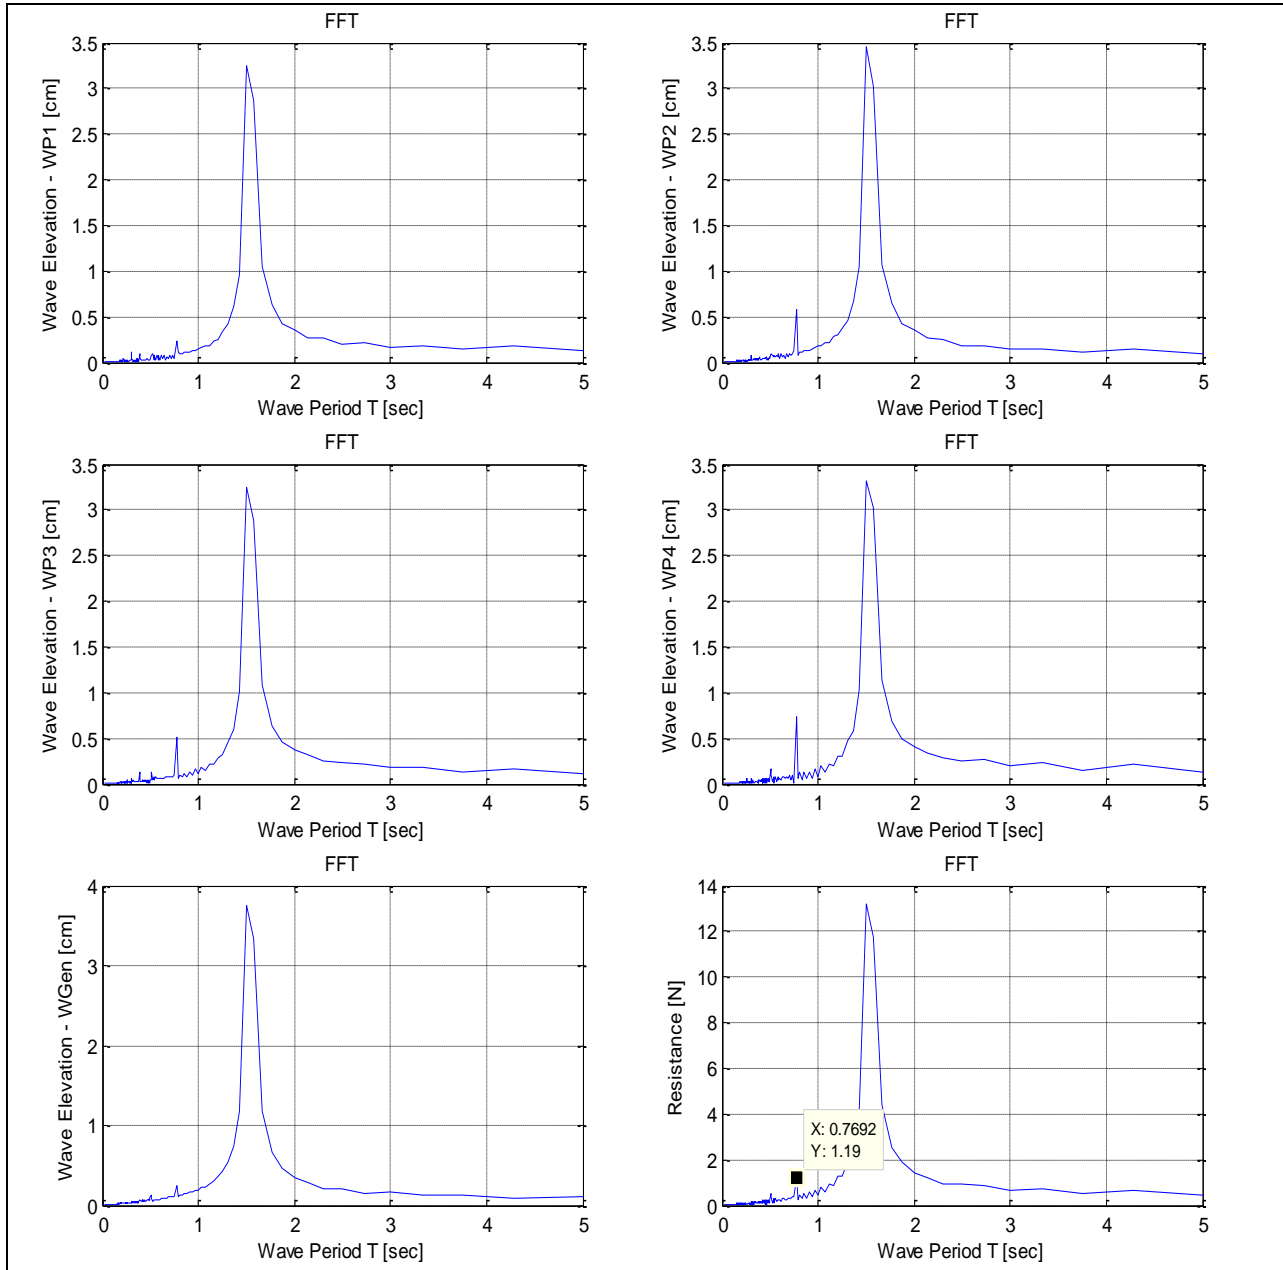 FFT
3.5
3
2.5
2
1.5
1
0.5
0
0 1 2 3 4 5
Wave Elevation - WP1 [cm]
Wave Period T [sec]
FFT
3.5
3
2.5
2
1.5
1
0.5
0
0 1 2 3 4 5
Wave Elevation - WP2 [cm]
Wave Period T [sec]
FFT
3.5
3
2.5
2
1.5
1
0.5
0
0 1 2 3 4 5
Wave Elevation - WP3 [cm]
Wave Period T [sec]
FFT
3.5
3
2.5
2
1.5
1
0.5
0
0 1 2 3 4 5
Wave Elevation - WP4 [cm]
Wave Period T [sec]
FFT
4
3
2
1
0
0 1 2 3 4 5
Wave Elevation - WGen [cm]
Wave Period T [sec]
FFT
14
12
10
8
6
4
2
0
0 1 2 3 4 5
Resistance [N]
X: 0.7692
Y: 1.19
Wave Period T [sec]